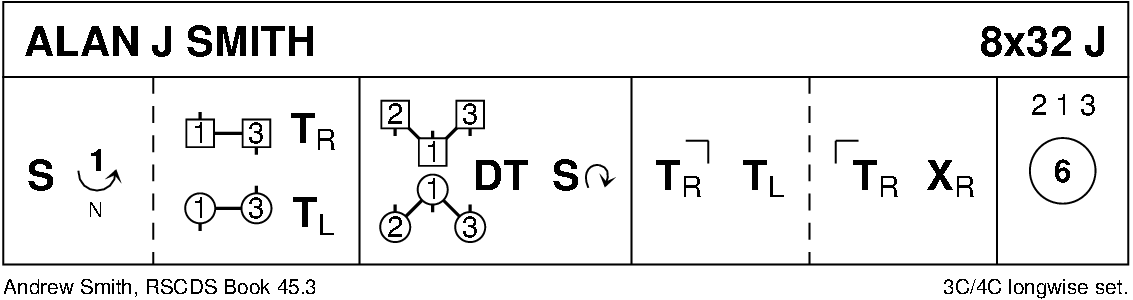 ALAN J SMITH 8x32 J
S 1 N
1 3 TR
1 3 TL
2 3 1
1 2 3
DT S
TR TL
TR XR
2 1 3
6
Andrew Smith, RSCDS Book 45.3 3C/4C longwise set.